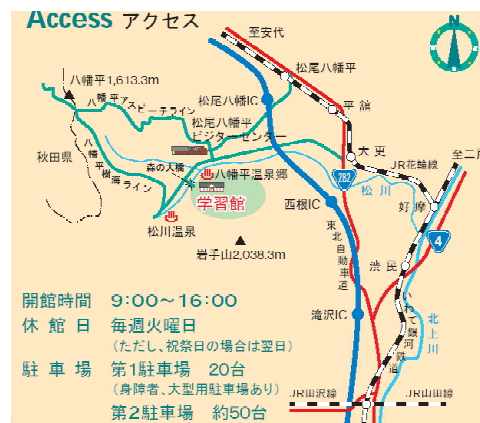 Access アクセス
至安代
N
八幡平1,613.3m
松尾八幡平
八幡平アスピーテライン
松尾八幡IC
平舘
松尾八幡平
ビジターセンター
秋田県
大更
JR花輪線
至二戸
八幡平樹海ライン
森の大橋
八幡平温泉郷
282
松川
学習館
西根IC
好摩
松川温泉
4
岩手山2,038.3m
東北自動車道
渋民
開館時間 9:00〜16:00
いわて銀河鉄道
北上川
休館日 毎週火曜日
滝沢IC
(ただし、祝祭日の場合は翌日)
駐車場 第1駐車場 20台
(身障者、大型用駐車場あり)
JR田沢線
JR山田線
第2駐車場 約50台